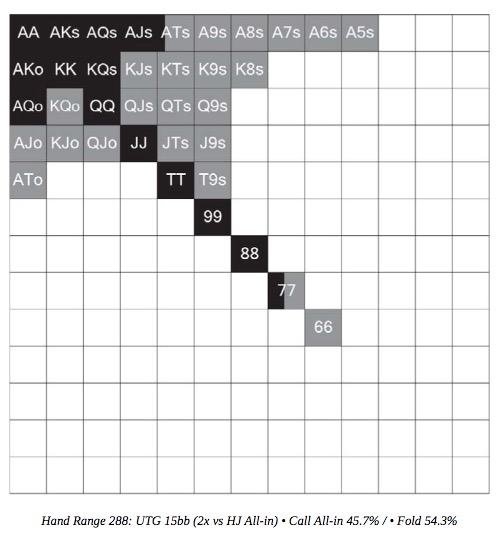 AA AKs AQs AJs ATs A9s A8s A7s A6s A5s
AKo KK KQs KJs KTs K9s K8s
AQo KQo QQ QJs QTs Q9s
AJo KJo QJo JJ JTs J9s
ATo TT T9s
99
88
77
66
Hand Range 288: UTG 15bb (2x vs HJ All-in) • Call All-in 45.7% / • Fold 54.3%